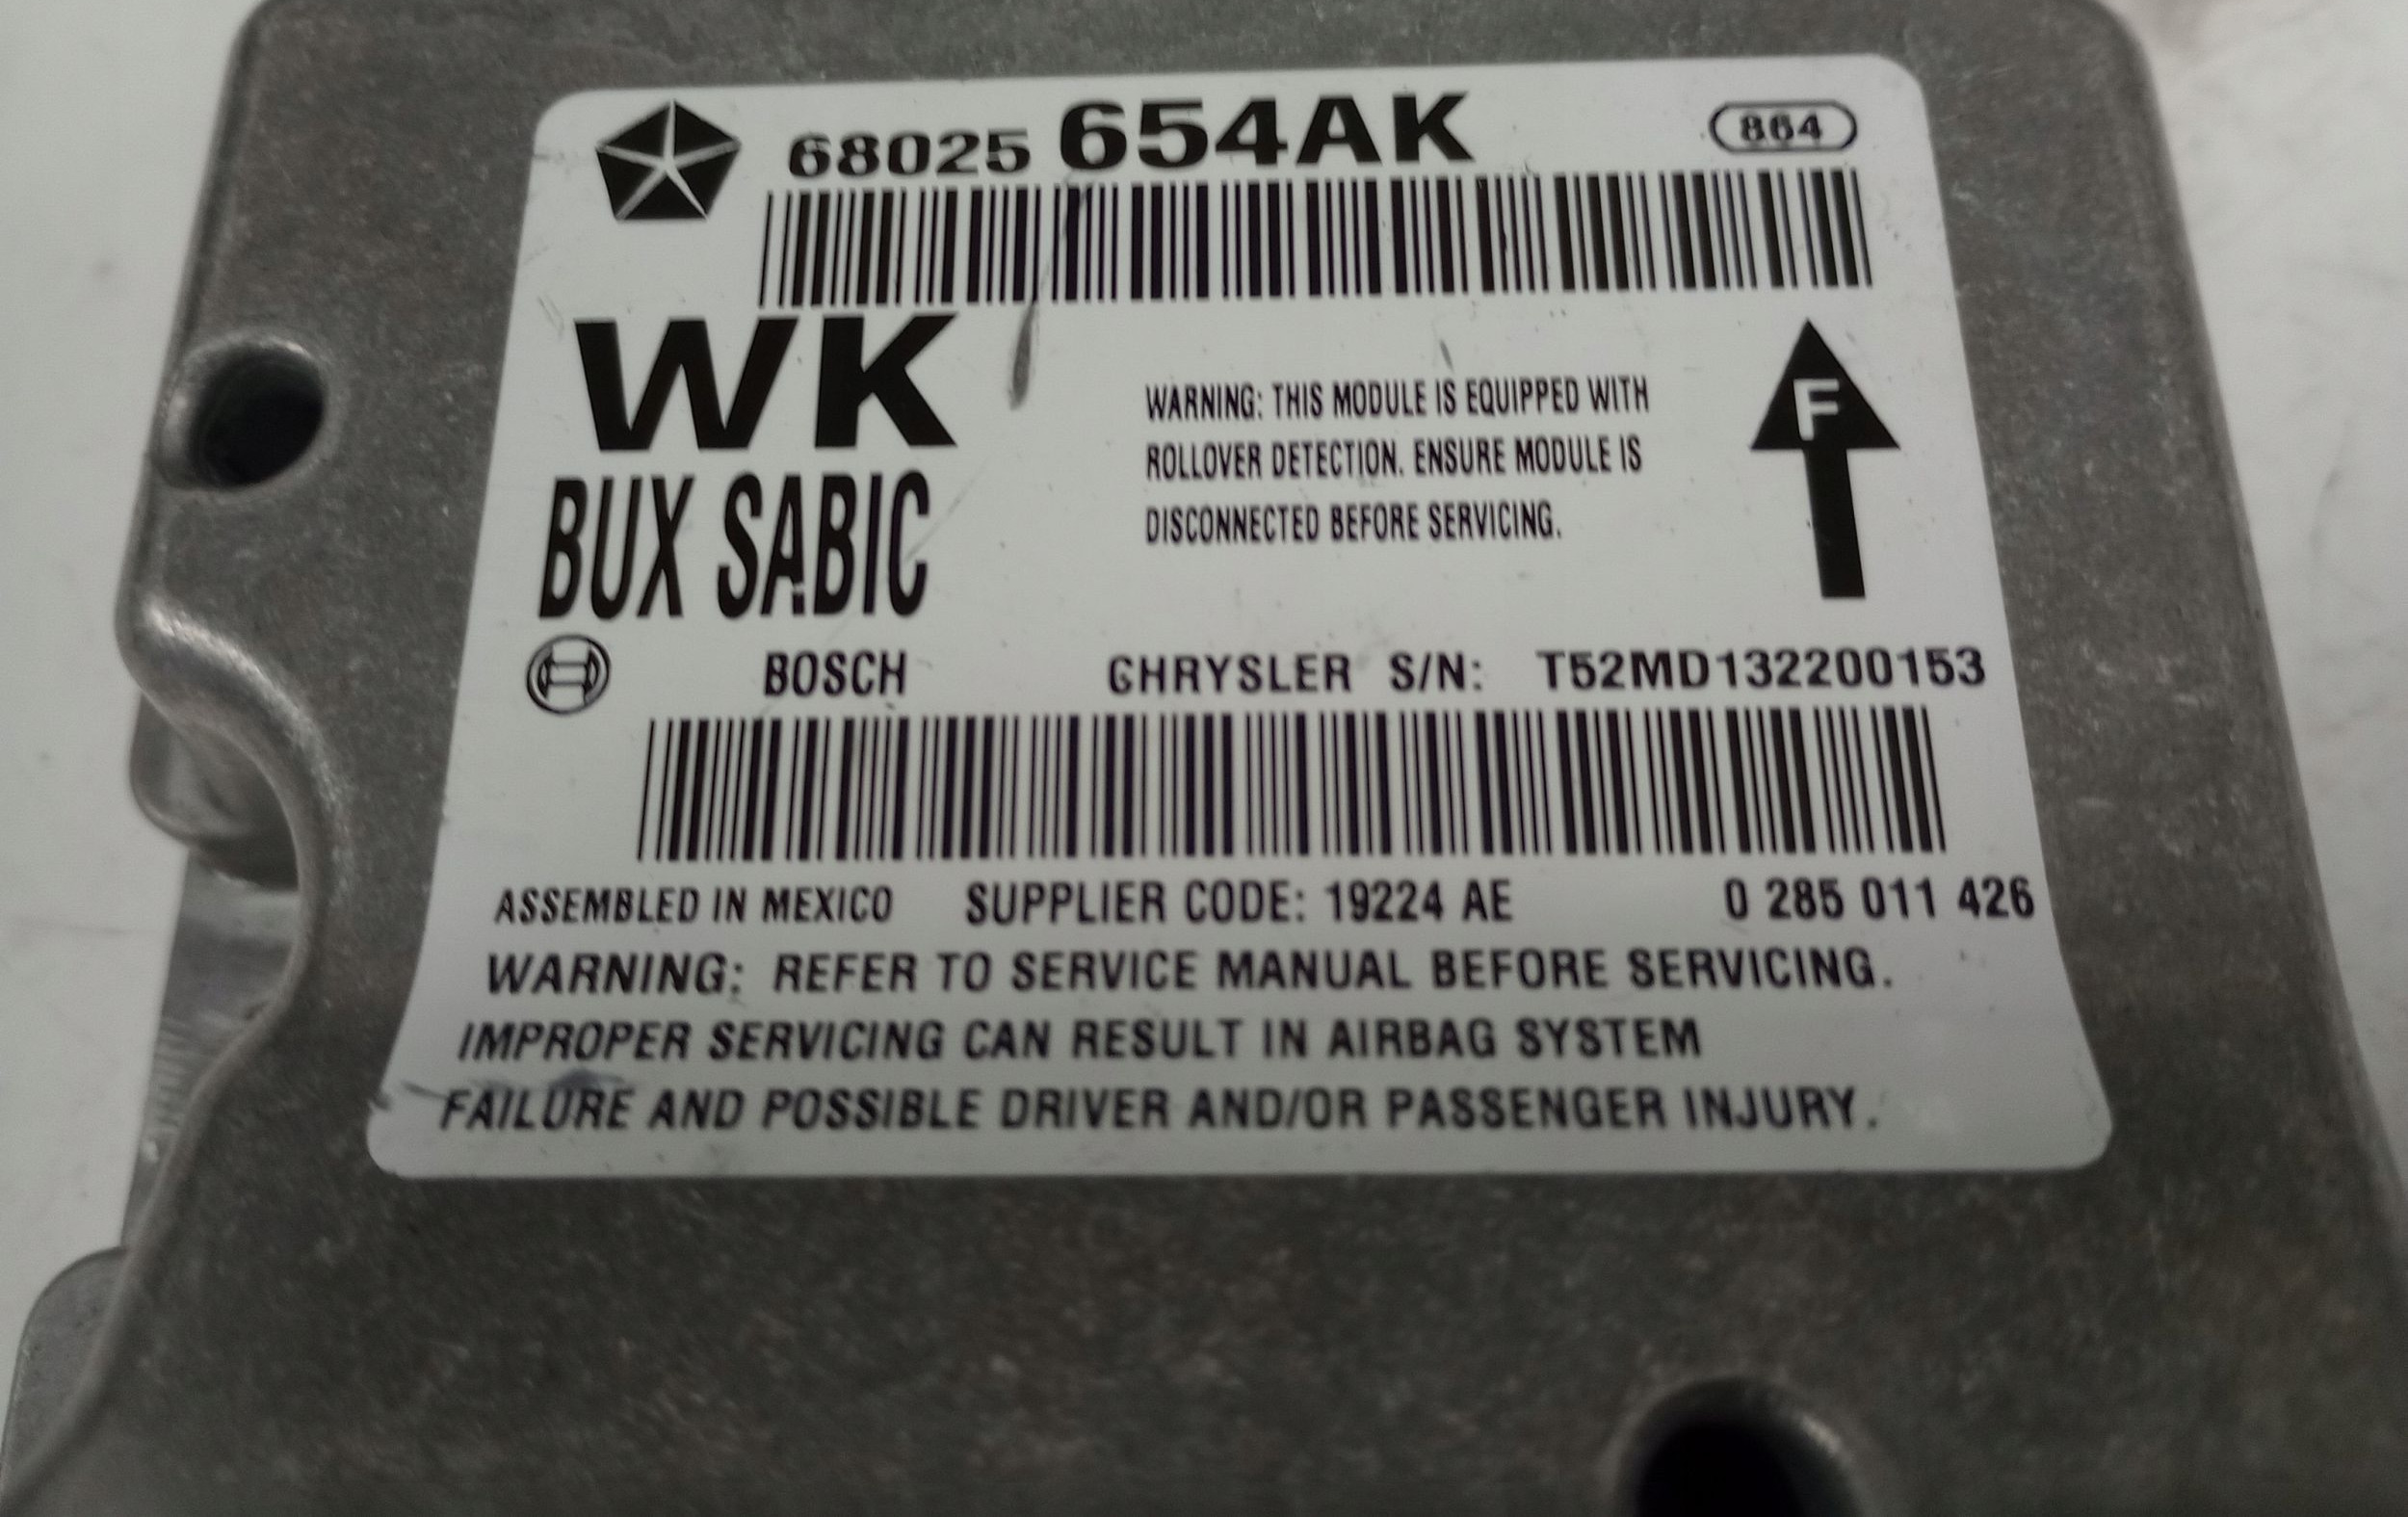 68025 654AK 864
WK
BUX SABIC
WARNING: THIS MODULE IS EQUIPPED WITH
ROLLOVER DETECTION. ENSURE MODULE IS
DISCONNECTED BEFORE SERVICING.
F
BOSCH CHRYSLER S/N: T52MD132200153
ASSEMBLED IN MEXICO SUPPLIER CODE: 19224 AE 0 285 011 426
WARNING: REFER TO SERVICE MANUAL BEFORE SERVICING.
IMPROPER SERVICING CAN RESULT IN AIRBAG SYSTEM
FAILURE AND POSSIBLE DRIVER AND/OR PASSENGER INJURY.